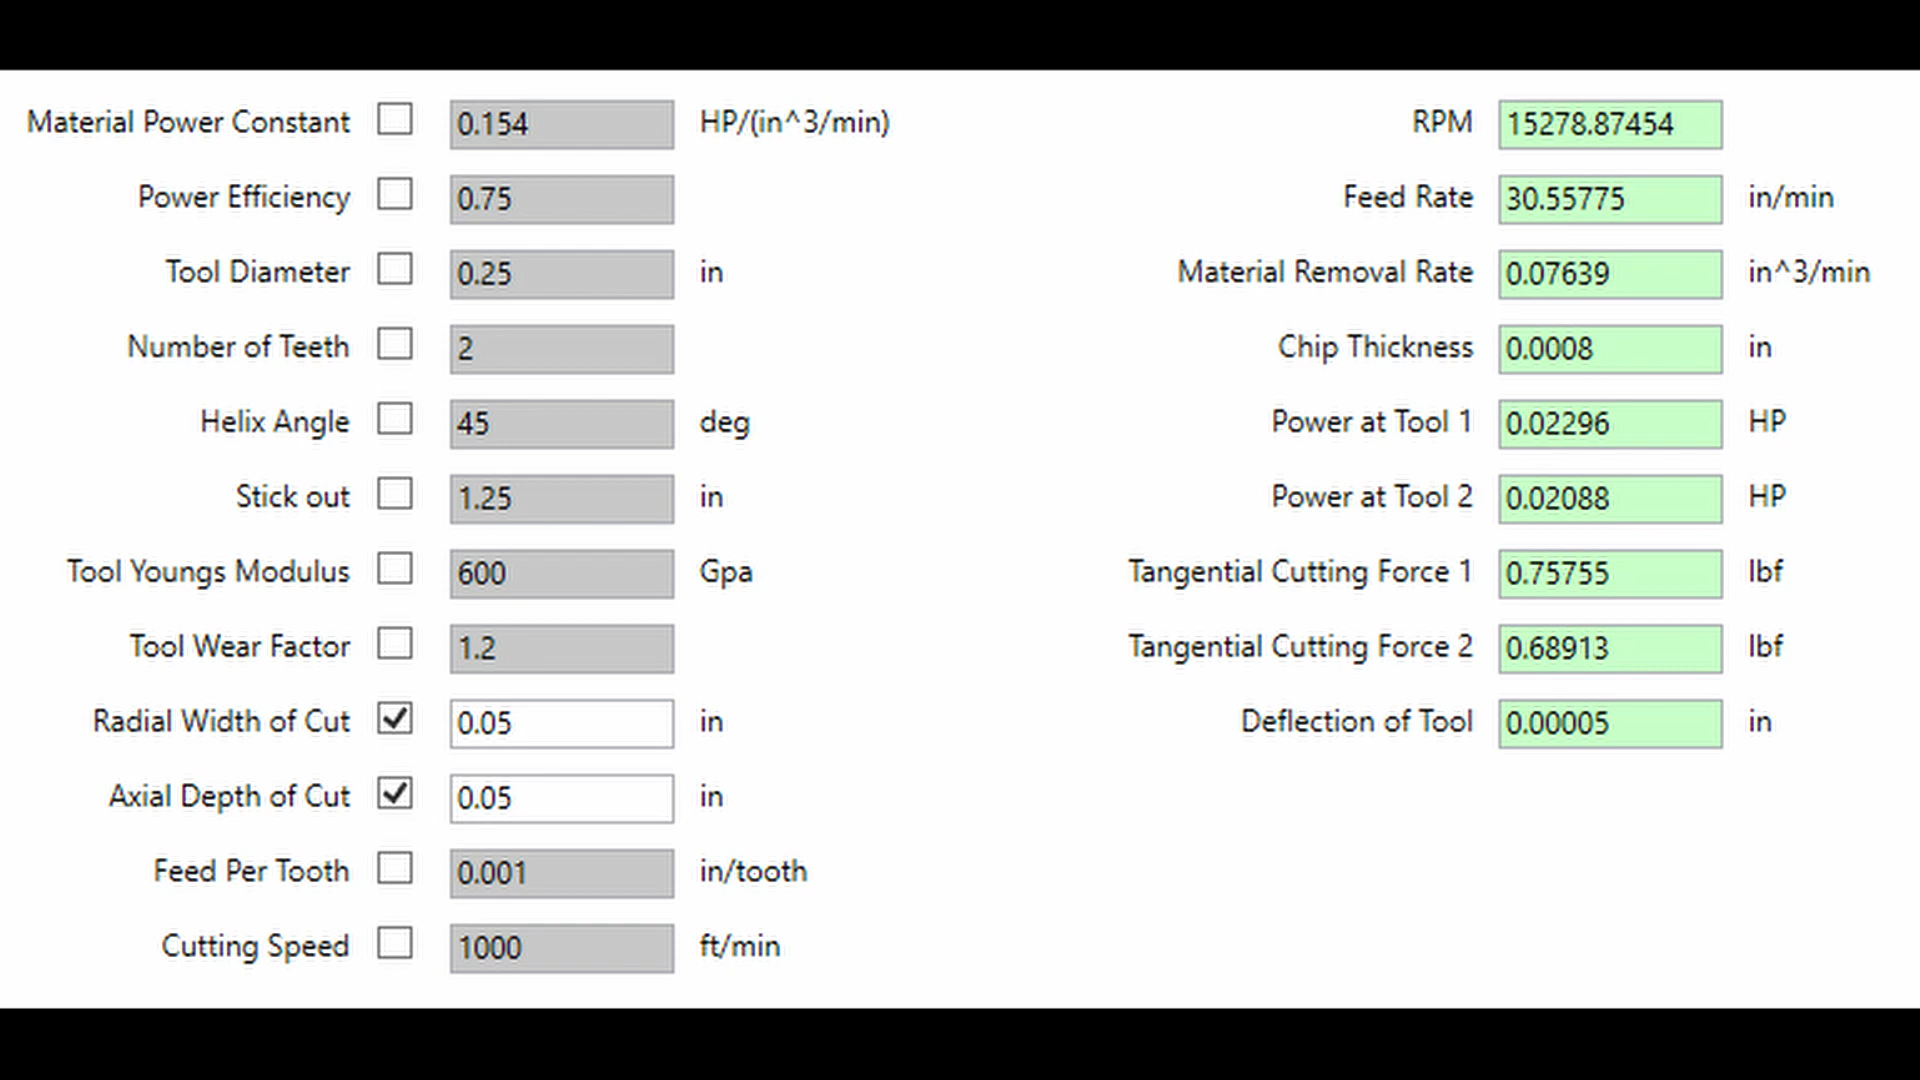 Material Power Constant 0.154 HP/(in^3/min)
Power Efficiency 0.75
Tool Diameter 0.25 in
Number of Teeth 2
Helix Angle 45 deg
Stick out 1.25 in
Tool Youngs Modulus 600 Gpa
Tool Wear Factor 1.2
Radial Width of Cut 0.05 in
Axial Depth of Cut 0.05 in
Feed Per Tooth 0.001 in/tooth
Cutting Speed 1000 ft/min
RPM 15278.87454
Feed Rate 30.55775 in/min
Material Removal Rate 0.07639 in^3/min
Chip Thickness 0.0008 in
Power at Tool 1 0.02296 HP
Power at Tool 2 0.02088 HP
Tangential Cutting Force 1 0.75755 lbf
Tangential Cutting Force 2 0.68913 lbf
Deflection of Tool 0.00005 in